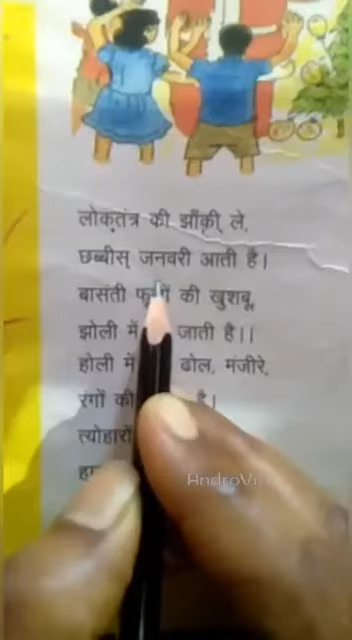 लोकतंत्र की झाँकी ले,
छब्बीस जनवरी आती है।
बासंती की खुशबू,
झोली में जाती है।।
होली में ढोल, मंजीरे,
रंगों की है।
त्योहारों
AndroVi